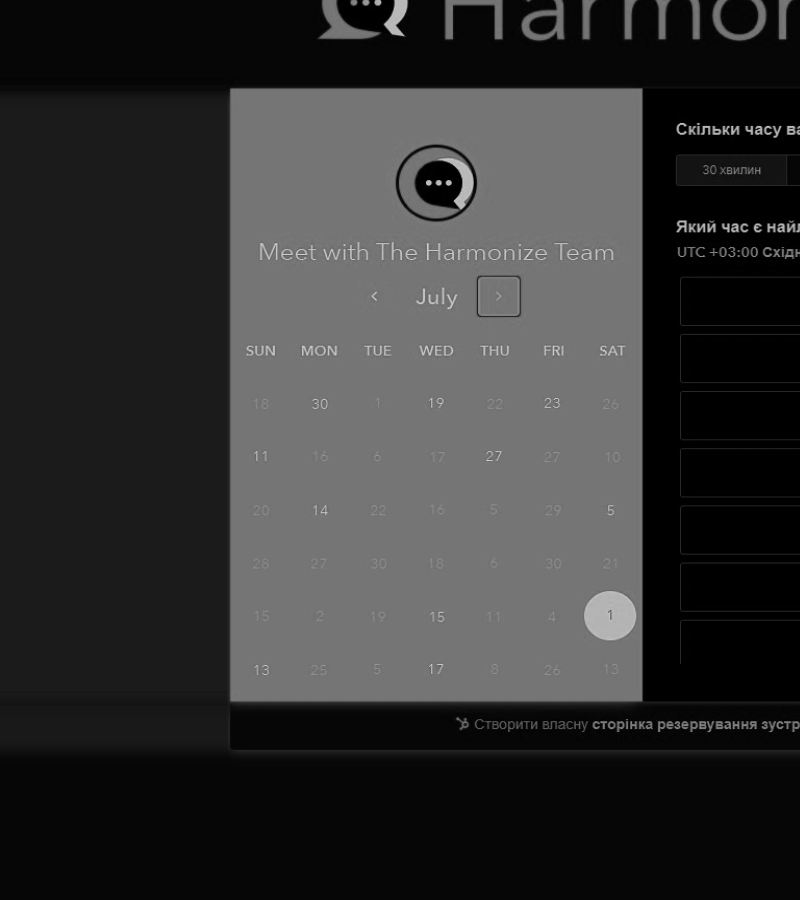 Harmon
Meet with The Harmonize Team
July
SUN MON TUE WED THU FRI SAT
18 30 1 19 22 23 26
11 16 6 17 27 27 10
20 14 22 16 5 29 5
28 27 30 18 6 30 21
15 2 19 15 11 4 1
13 25 5 17 8 26 13
Скільки часу ва
30 хвилин
Який час є найл
UTC +03:00 Східн
Створити власну сторінка резервування зустр